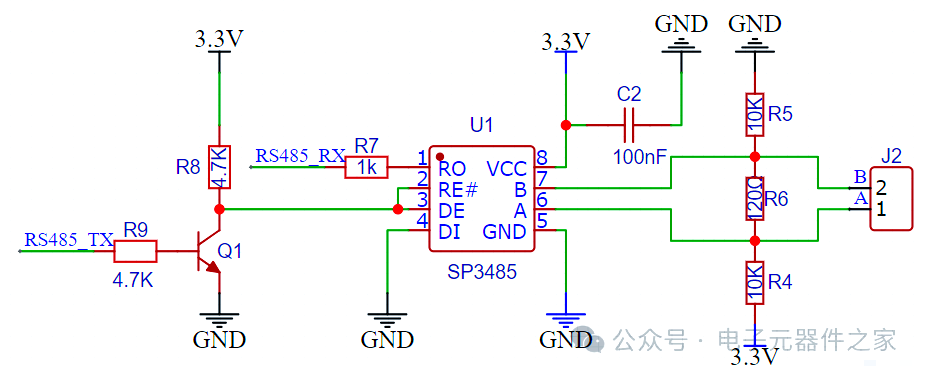 GND
GND
3.3V
3.3V
C2
100nF
R5
10K
R8
4.7K
RS485_RX
R7
1k
U1
1
2
3
4
RO
RE#
DE
DI
VCC
B
A
GND
8
7
6
5
SP3485
R6
120Ω
J2
B
A
2
1
RS485_TX
R9
4.7K
Q1
R4
10K
GND
GND
GND
3.3V
公众号 · 电子元器件之家